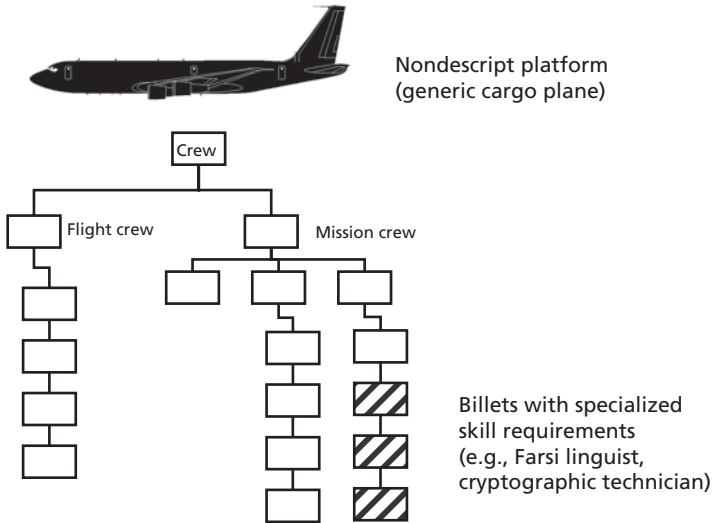 Nondescript platform
(generic cargo plane)
Crew
Flight crew
Mission crew
Billets with specialized
skill requirements
(e.g., Farsi linguist,
cryptographic technician)